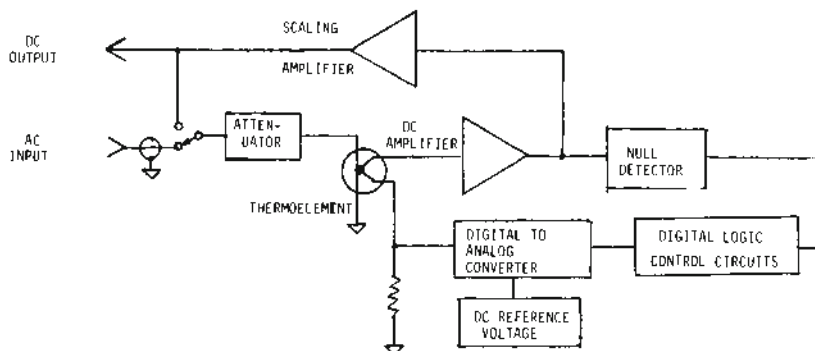 DC
OUTPUT
SCALING
AMPLIFIER
AC
INPUT
ATTEN-
UATOR
DC
AMPLIFIER
NULL
DETECTOR
THERMOELEMENT
DIGITAL TO
ANALOG
CONVERTER
DIGITAL LOGIC
CONTROL CIRCUITS
DC REFERENCE
VOLTAGE